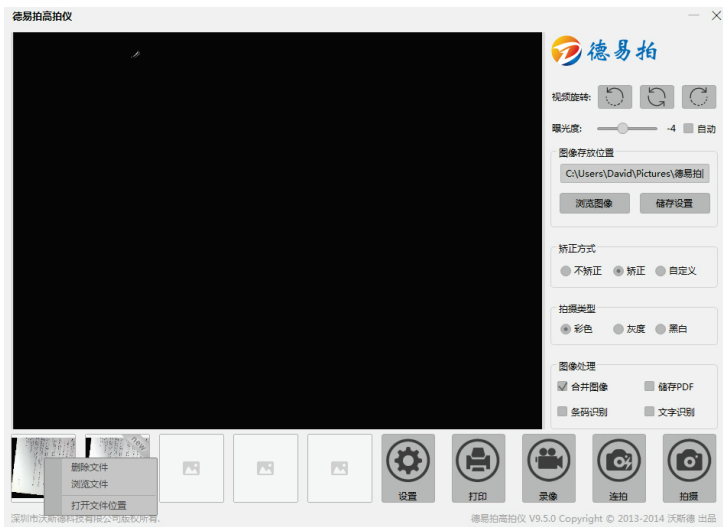 德易拍高拍仪
德易拍
视频旋转:
曝光度:
-4
自动
图像存放位置
C:\Users\David\Pictures\德易拍
浏览图像
储存设置
矫正方式
不矫正
矫正
自定义
拍摄类型
彩色
灰度
黑白
图像处理
合并图像
储存PDF
条码识别
文字识别
new
删除文件
浏览文件
打开文件位置
设置
打印
录像
连拍
拍摄
深圳市沃斯德科技有限公司版权所有.
德易拍高拍仪 V9.5.0 Copyright © 2013-2014 沃斯德 出品